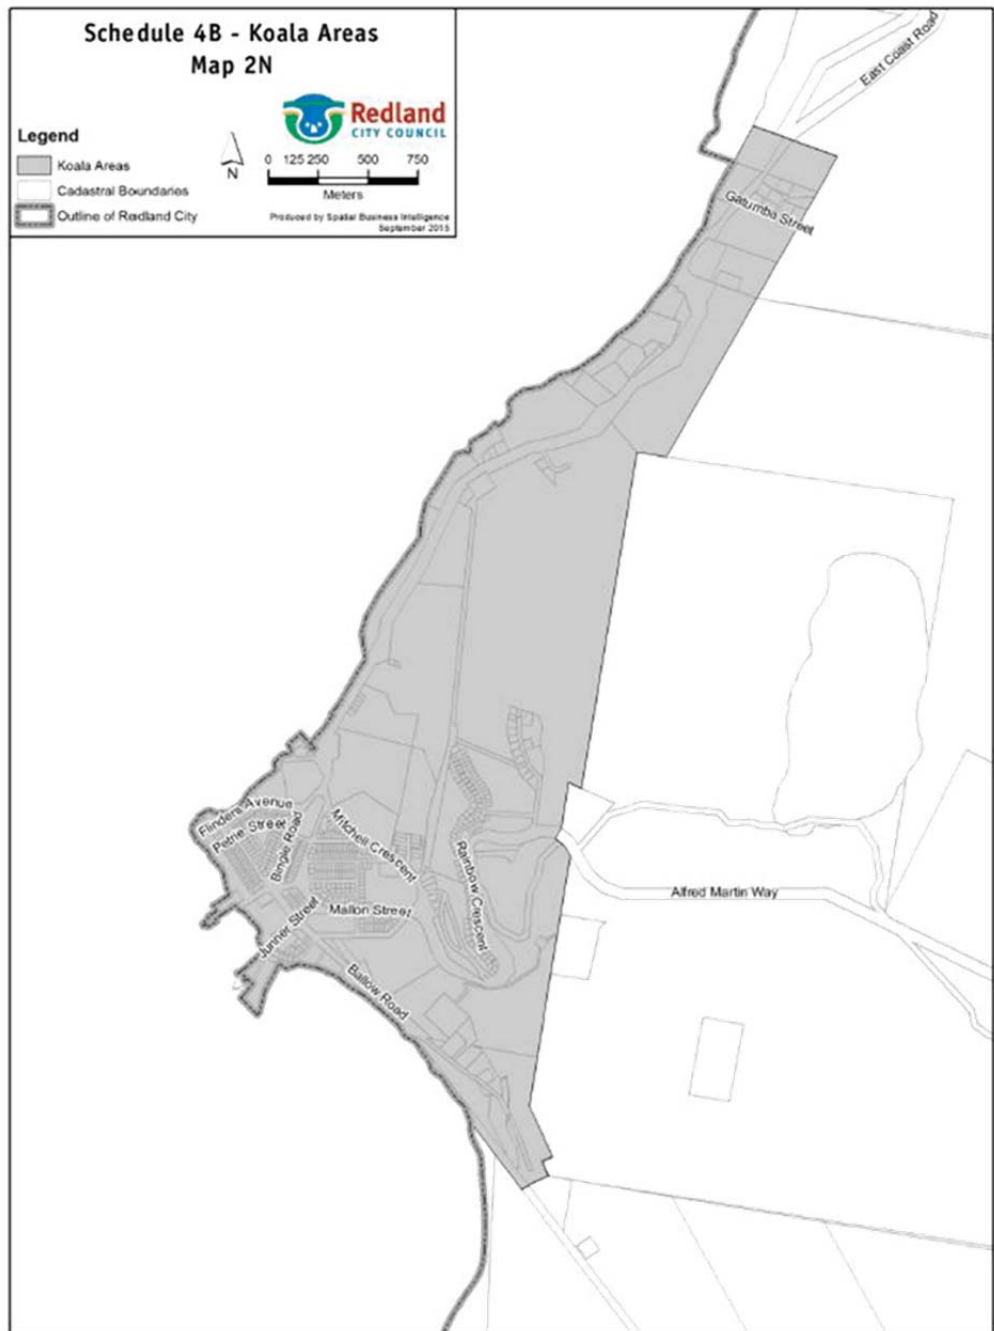 Schedule 4B - Koala Areas
Map 2N
Redland
CITY COUNCIL
Legend
Koala Areas
Cadastral Boundaries
Outline of Redland City
N
0 125 250 500 750
Meters
Produced by Spatial Business Intelligence
September 2015
East Coast Road
Gatumba Street
Flinders Avenue
Petrie Street
Bingle Road
Mitchell Crescent
Rainbow Crescent
Mallon Street
Junner Street
Ballow Road
Alfred Martin Way